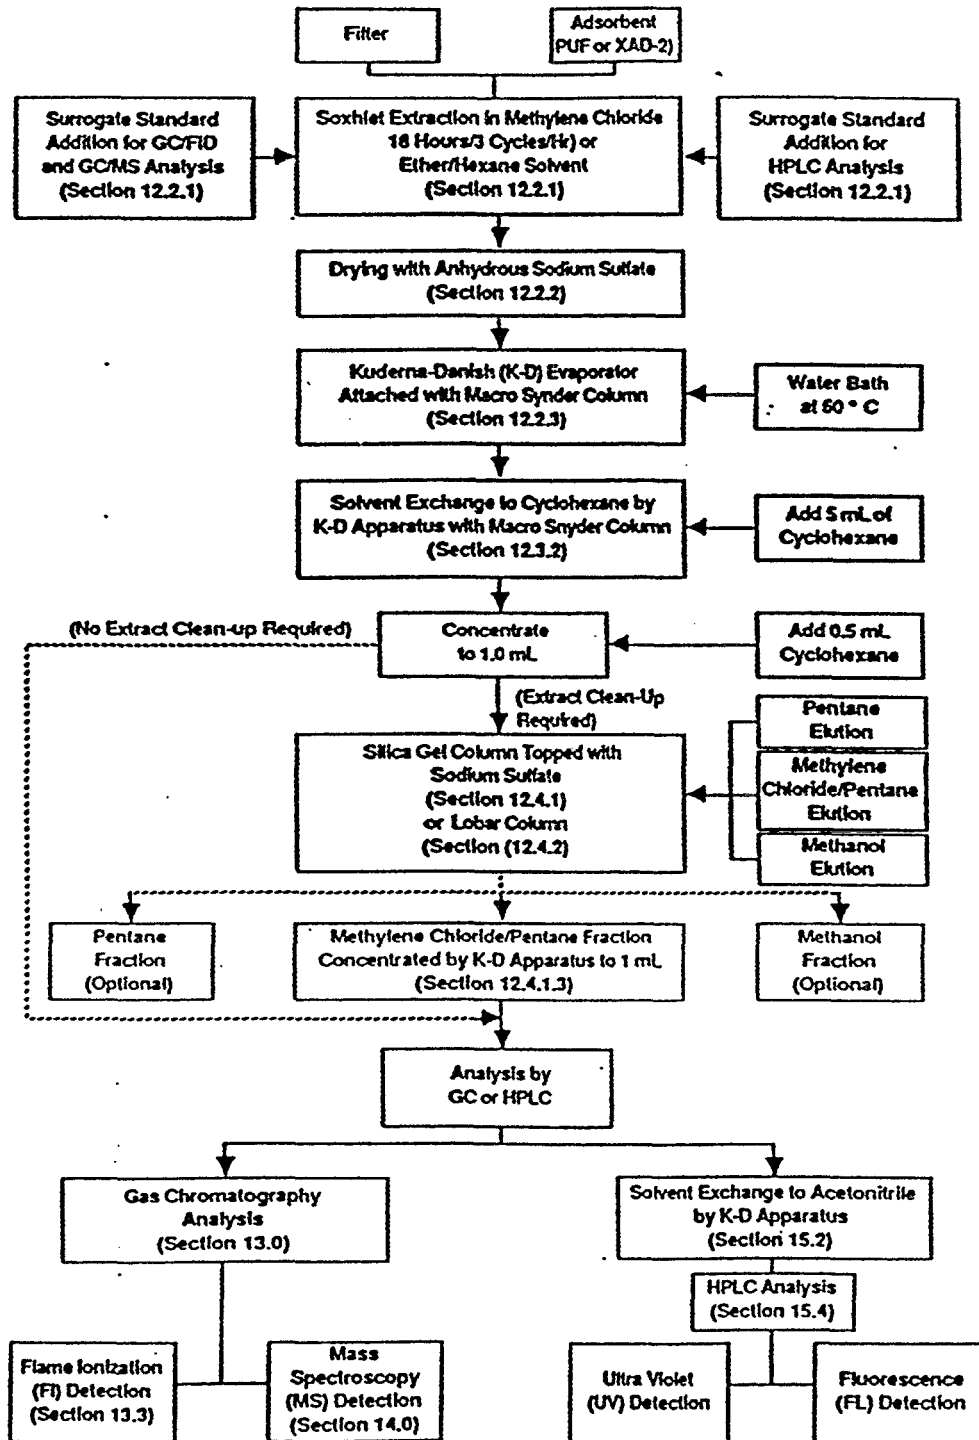 Filter
Adsorbent
PUF or XAD-2)
Surrogate Standard
Addition for GC/FID
and GC/MS Analysis
(Section 12.2.1)
Soxhlet Extraction in Methylene Chloride
18 Hours/3 Cycles/Hr) or
Ether/Hexane Solvent
(Section 12.2.1)
Surrogate Standard
Addition for
HPLC Analysis
(Section 12.2.1)
Drying with Anhydrous Sodium Sulfate
(Section 12.2.2)
Kuderna-Danish (K-D) Evaporator
Attached with Macro Synder Column
(Section 12.2.3)
Water Bath
at 60 ° C
Solvent Exchange to Cyclohexane by
K-D Apparatus with Macro Snyder Column
(Section 12.3.2)
Add 5 mL of
Cyclohexane
(No Extract Clean-up Required)
Concentrate
to 1.0 mL
Add 0.5 mL
Cyclohexane
(Extract Clean-Up
Required)
Silica Gel Column Topped with
Sodium Sulfate
(Section 12.4.1)
or Lobar Column
(Section (12.4.2)
Pentane
Elution
Methylene
Chloride/Pentane
Elution
Methanol
Elution
Pentane
Fraction
(Optional)
Methylene Chloride/Pentane Fraction
Concentrated by K-D Apparatus to 1 mL
(Section 12.4.1.3)
Methanol
Fraction
(Optional)
Analysis by
GC or HPLC
Gas Chromatography
Analysis
(Section 13.0)
Solvent Exchange to Acetonitrile
by K-D Apparatus
(Section 15.2)
HPLC Analysis
(Section 15.4)
Flame Ionization
(FI) Detection
(Section 13.3)
Mass
Spectroscopy
(MS) Detection
(Section 14.0)
Ultra Violet
(UV) Detection
Fluorescence
(FL) Detection